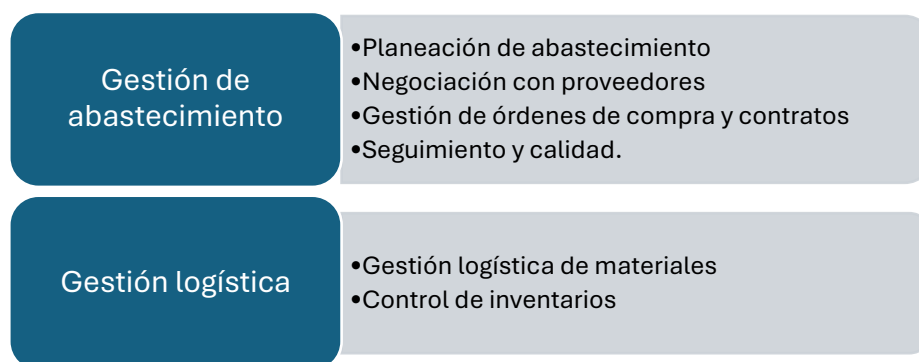 Gestión de
abastecimiento
•Planeación de abastecimiento
•Negociación con proveedores
•Gestión de órdenes de compra y contratos
•Seguimiento y calidad.
Gestión logística
•Gestión logística de materiales
•Control de inventarios